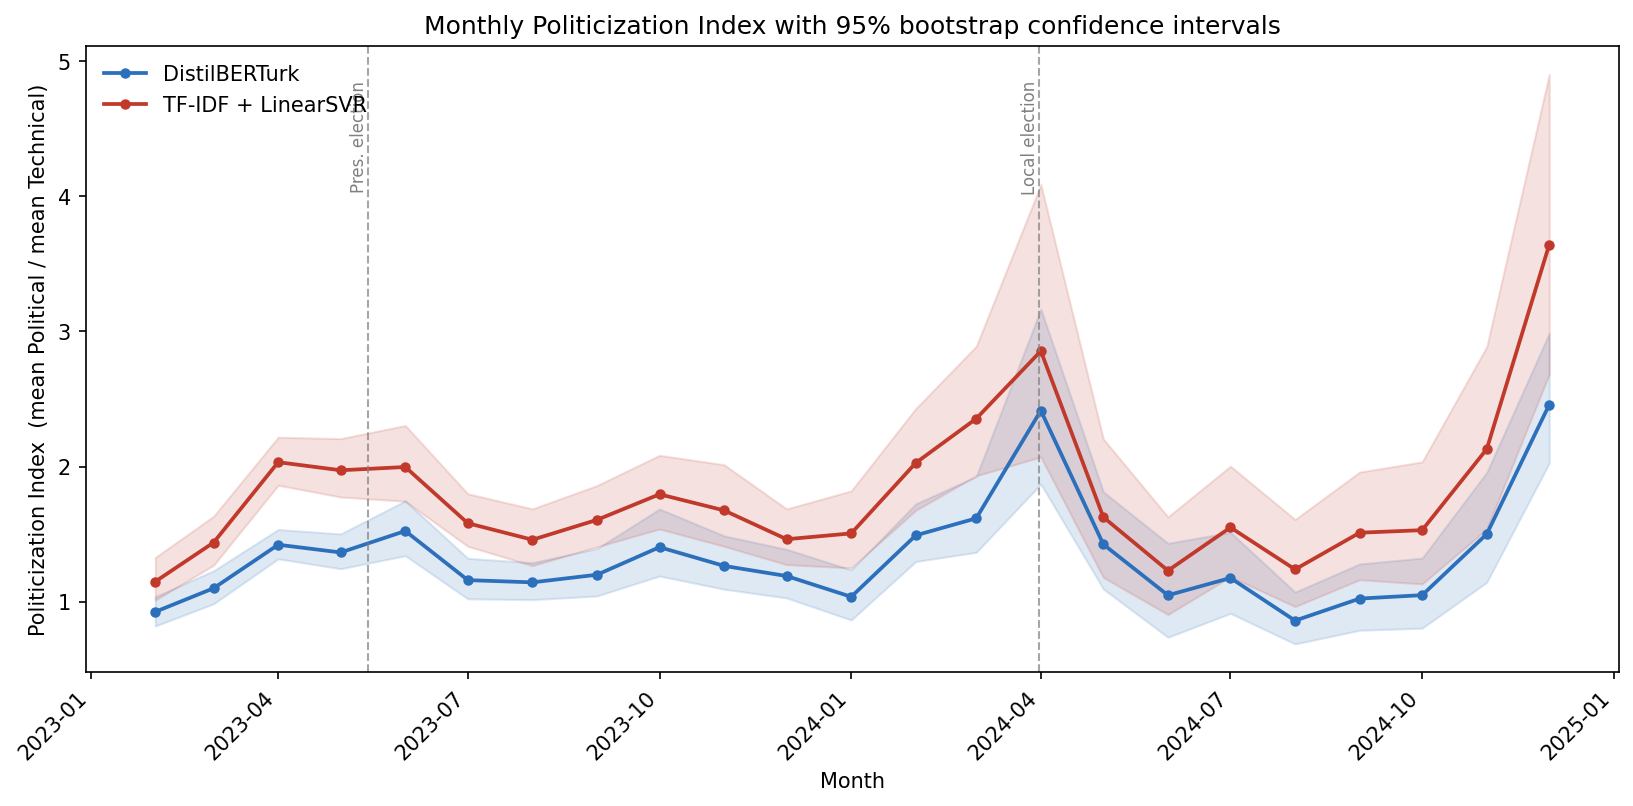 Monthly Politicization Index with 95% bootstrap confidence intervals
Politicization Index  (mean Political / mean Technical)
5
4
3
2
1
DistilBERTurk
TF-IDF + LinearSVR
Pres. election
Local election
2023-01
2023-04
2023-07
2023-10
2024-01
2024-04
2024-07
2024-10
2025-01
Month